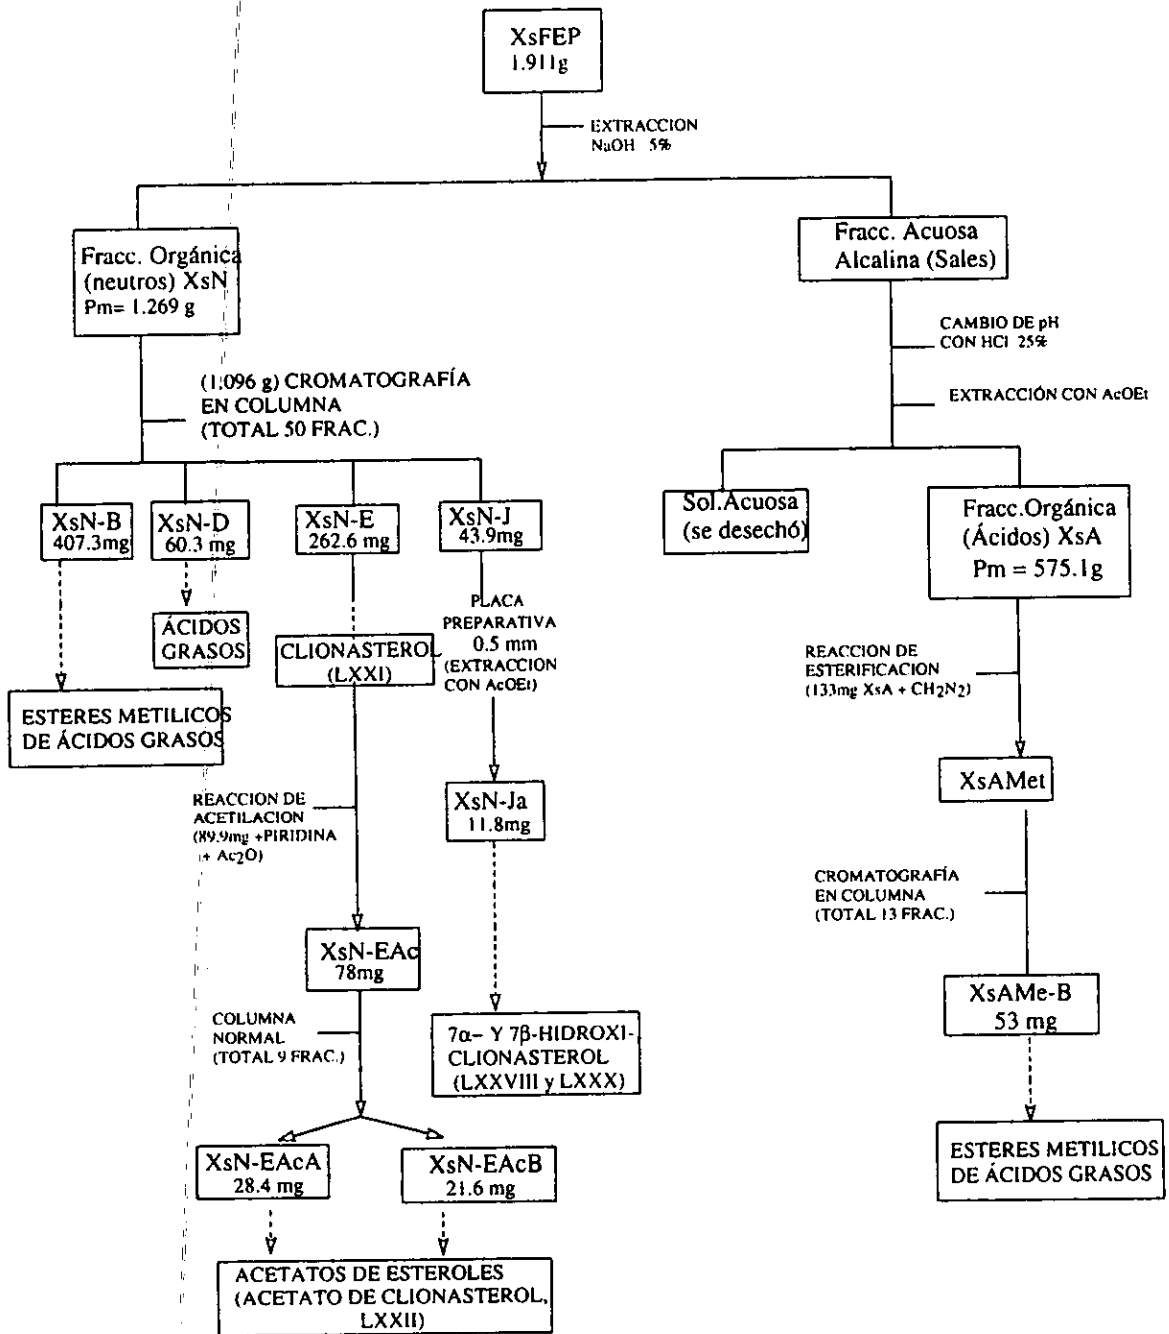 XsFEP
1.911g
EXTRACCION
NaOH 5%
Fracc. Orgánica
(neutros) XsN
Pm= 1.269 g
Fracc. Acuosa
Alcalina (Sales)
CAMBIO DE pH
CON HCl 25%
EXTRACCIÓN CON AcOEt
(1.096 g) CROMATOGRAFÍA
EN COLUMNA
(TOTAL 50 FRAC.)
XsN-B
407.3mg
XsN-D
60.3 mg
XsN-E
262.6 mg
XsN-J
43.9mg
Sol.Acuosa
(se desechó)
Fracc.Orgánica
(Ácidos) XsA
Pm = 575.1g
ÁCIDOS
GRASOS
CLIONASTEROL
(LXXI)
PLACA
PREPARATIVA
0.5 mm
(EXTRACCION
CON AcOEt)
ESTERES METILICOS
DE ÁCIDOS GRASOS
REACCION DE
ESTERIFICACION
(133mg XsA + CH2N2)
XsAMet
REACCION DE
ACETILACION
(89.9mg +PIRIDINA
+ Ac2O)
XsN-Ja
11.8mg
CROMATOGRAFÍA
EN COLUMNA
(TOTAL 13 FRAC.)
XsN-EAc
78mg
XsAMe-B
53 mg
COLUMNA
NORMAL
(TOTAL 9 FRAC.)
7α– Y 7β-HIDROXI-
CLIONASTEROL
(LXXVIII y LXXX)
XsN-EAcA
28.4 mg
XsN-EAcB
21.6 mg
ESTERES METILICOS
DE ÁCIDOS GRASOS
ACETATOS DE ESTEROLES
(ACETATO DE CLIONASTEROL,
LXXII)